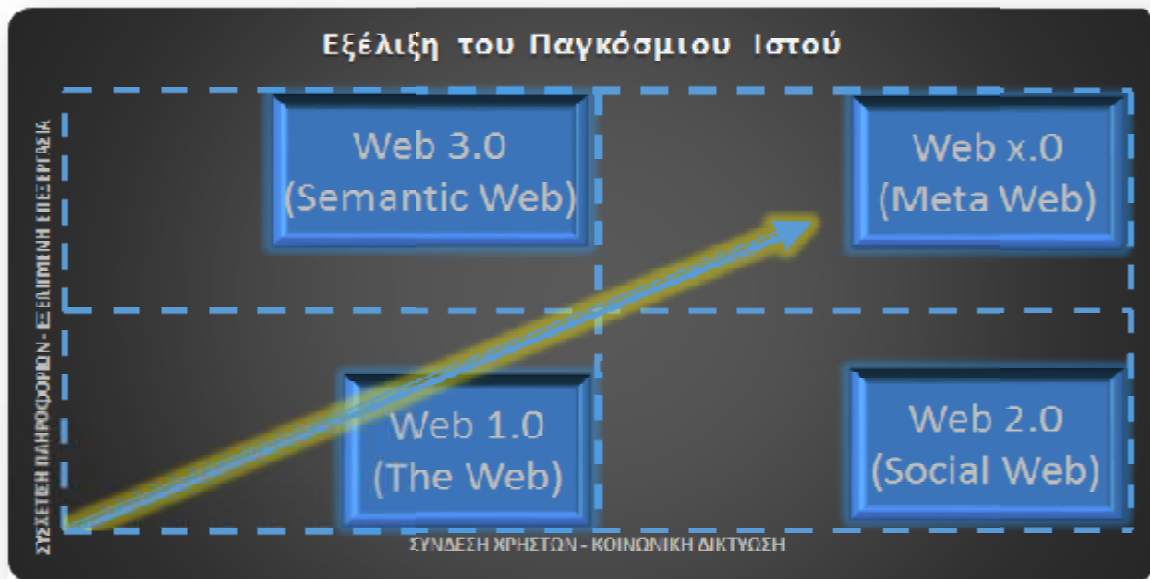 Εξέλιξη του Παγκόσμιου Ιστού
ΣΥΣΧΕΤΙΣΗ ΠΛΗΡΟΦΟΡΙΩΝ - ΕΞΕΛΙΓΜΕΝΗ ΕΠΕΞΕΡΓΑΣΙΑ
Web 3.0
(Semantic Web)
Web x.0
(Meta Web)
Web 1.0
(The Web)
Web 2.0
(Social Web)
ΣΥΝΔΕΣΗ ΧΡΗΣΤΩΝ - ΚΟΙΝΩΝΙΚΗ ΔΙΚΤΥΩΣΗ